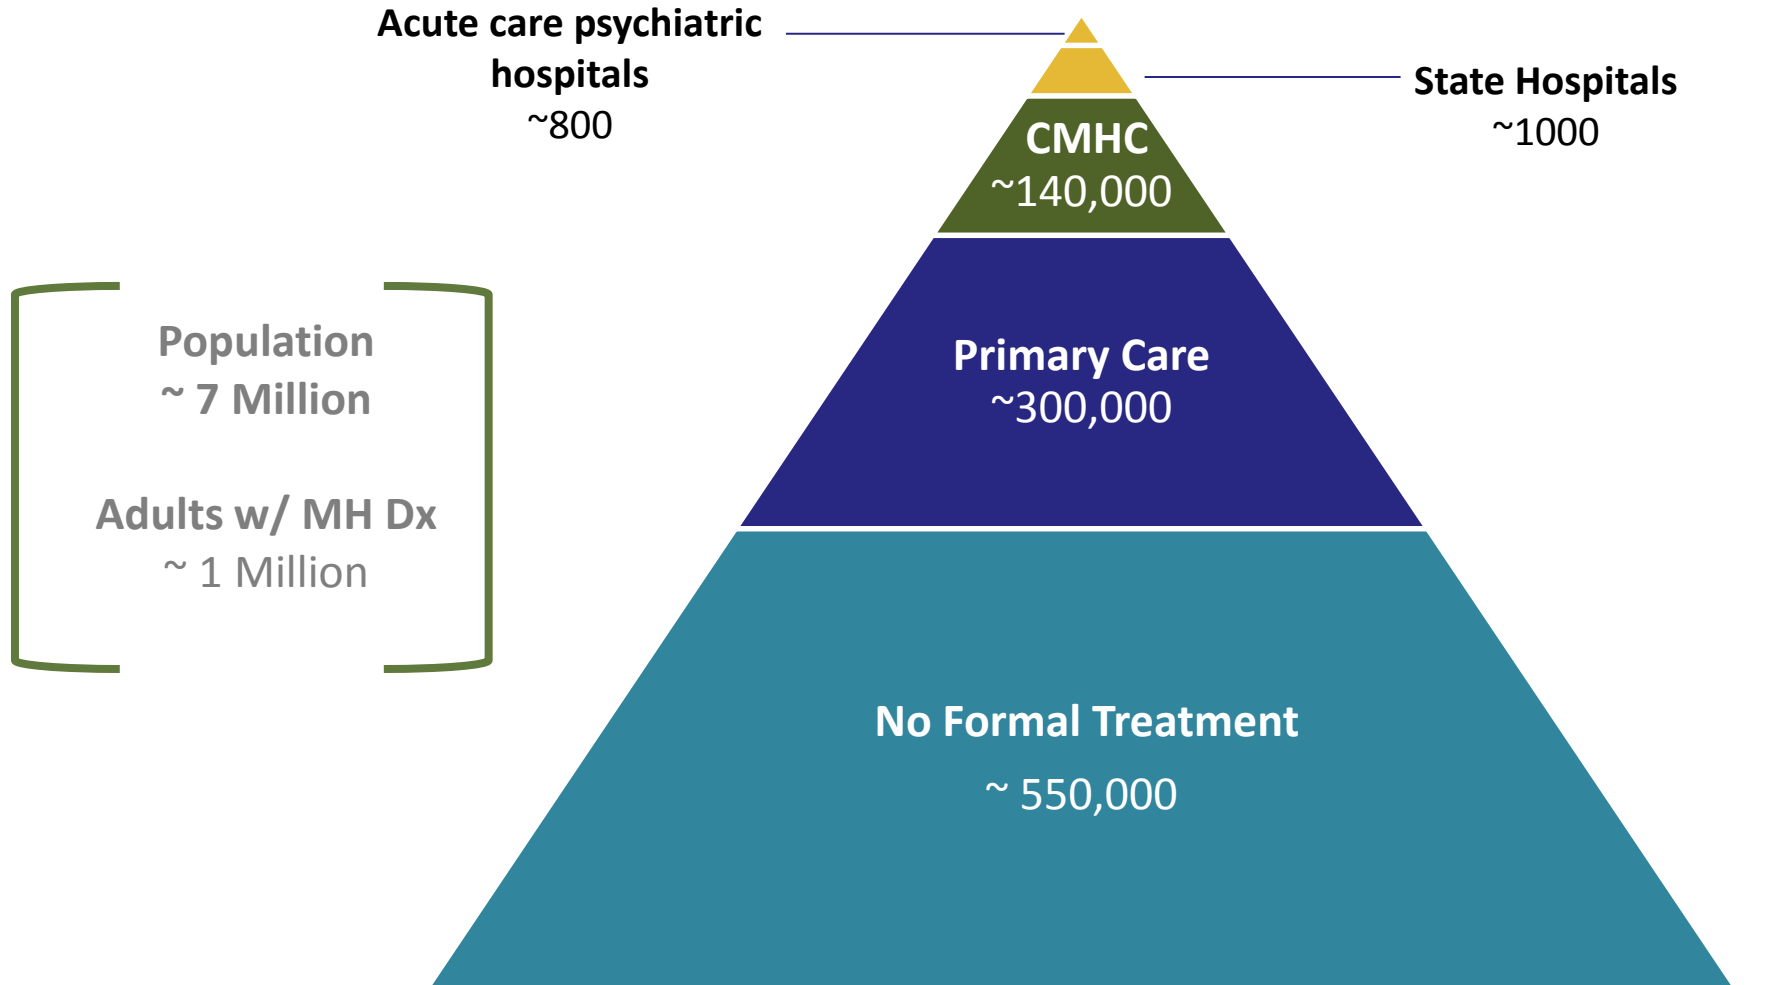 Acute care psychiatric
hospitals
~800
State Hospitals
~1000
CMHC
~140,000
Population
~ 7 Million
Adults w/ MH Dx
~ 1 Million
Primary Care
~300,000
No Formal Treatment
~ 550,000